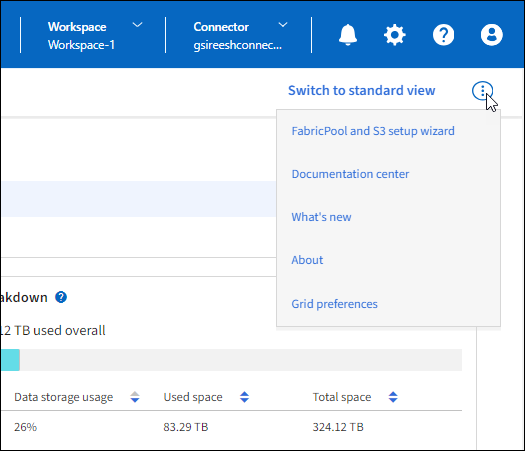 Workspace
Workspace-1
Connector
gsireeshconnec...
Switch to standard view
FabricPool and S3 setup wizard
Documentation center
What's new
About
Grid preferences
akdown
12 TB used overall
Data storage usage
Used space
Total space
26%
83.29 TB
324.12 TB